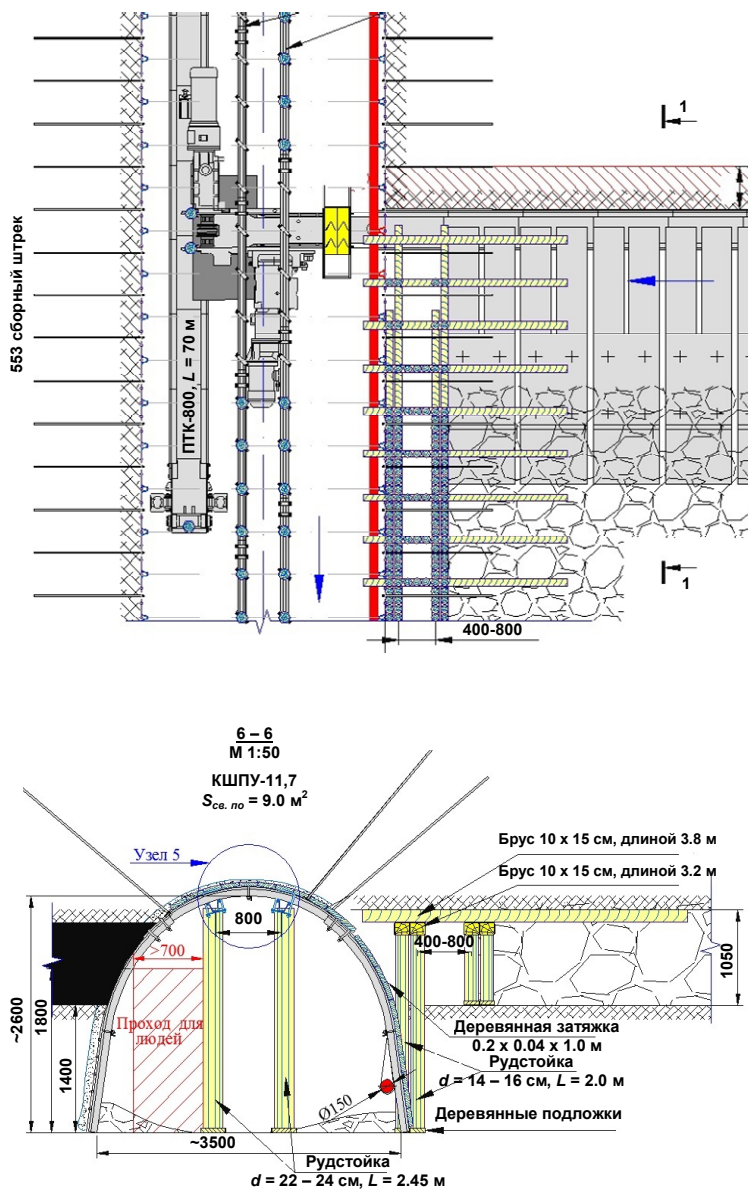 1
553 сборный штрек
ПТК-800, L = 70 м
1
400-800
6 – 6
М 1:50
КШПУ-11,7
Sсв. по = 9.0 м²
Узел 5
Брус 10 x 15 см, длиной 3.8 м
Брус 10 x 15 см, длиной 3.2 м
800
>700
400-800
1050
~2600
1800
1400
Проход для
людей
Деревянная затяжка
0.2 x 0.04 x 1.0 м
Рудстойка
d = 14 – 16 см, L = 2.0 м
Ø150
Деревянные подложки
~3500
Рудстойка
d = 22 – 24 см, L = 2.45 м